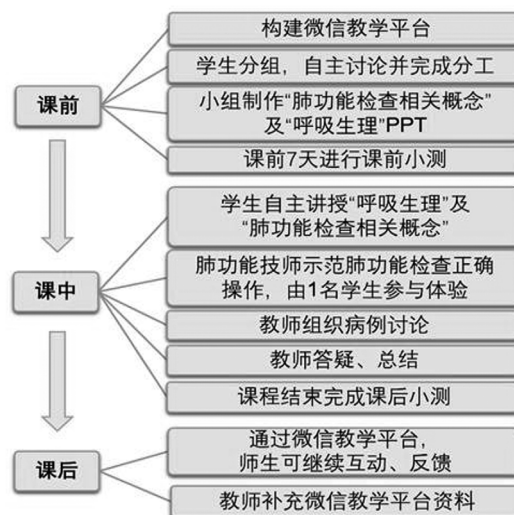 课前
构建微信教学平台
学生分组，自主讨论并完成分工
小组制作“肺功能检查相关概念”
及“呼吸生理”PPT
课前7天进行课前小测
课中
学生自主讲授“呼吸生理”及
“肺功能检查相关概念”
肺功能技师示范肺功能检查正确
操作，由1名学生参与体验
教师组织病例讨论
教师答疑、总结
课程结束完成课后小测
课后
通过微信教学平台，
师生可继续互动、反馈
教师补充微信教学平台资料